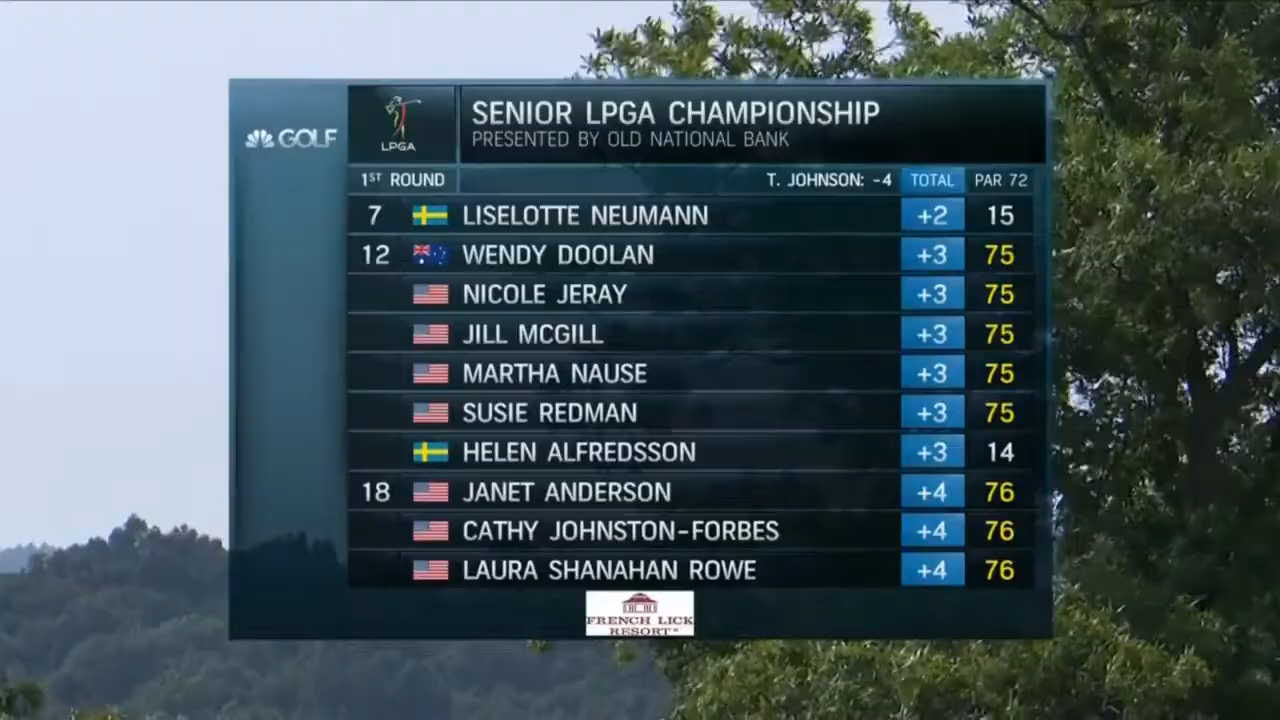 GOLF
LPGA
SENIOR LPGA CHAMPIONSHIP
PRESENTED BY OLD NATIONAL BANK
1ST ROUND T. JOHNSON: -4 TOTAL PAR 72
7 LISELOTTE NEUMANN +2 15
12 WENDY DOOLAN +3 75
NICOLE JERAY +3 75
JILL MCGILL +3 75
MARTHA NAUSE +3 75
SUSIE REDMAN +3 75
HELEN ALFREDSSON +3 14
18 JANET ANDERSON +4 76
CATHY JOHNSTON-FORBES +4 76
LAURA SHANAHAN ROWE +4 76
FRENCH LICK
RESORT